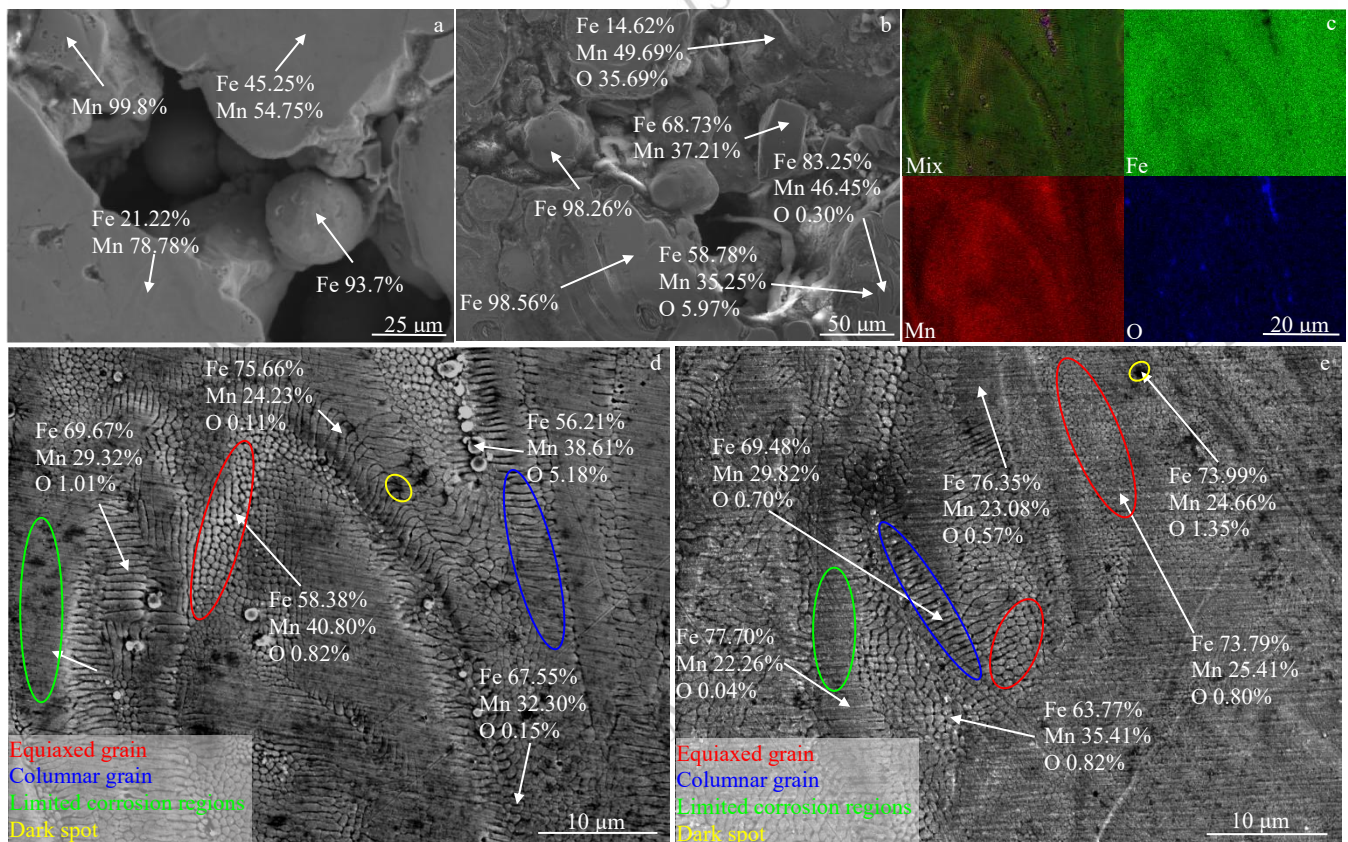 a
Mn 99.8%
Fe 45.25%
Mn 54.75%
Fe 21.22%
Mn 78.78%
Fe 93.7%
25 μm
b
Fe 14.62%
Mn 49.69%
O 35.69%
Fe 68.73%
Mn 37.21%
Fe 83.25%
Mn 46.45%
O 0.30%
Fe 98.26%
Fe 58.78%
Mn 35.25%
O 5.97%
Fe 98.56%
50 μm
c
Mix
Fe
Mn
O
20 μm
d
Fe 75.66%
Mn 24.23%
O 0.11%
Fe 69.67%
Mn 29.32%
O 1.01%
Fe 56.21%
Mn 38.61%
O 5.18%
Fe 58.38%
Mn 40.80%
O 0.82%
Fe 67.55%
Mn 32.30%
O 0.15%
Equiaxed grain
Columnar grain
Limited corrosion regions
Dark spot
10 μm
e
Fe 69.48%
Mn 29.82%
O 0.70%
Fe 76.35%
Mn 23.08%
O 0.57%
Fe 73.99%
Mn 24.66%
O 1.35%
Fe 77.70%
Mn 22.26%
O 0.04%
Fe 73.79%
Mn 25.41%
O 0.80%
Fe 63.77%
Mn 35.41%
O 0.82%
Equiaxed grain
Columnar grain
Limited corrosion regions
Dark spot
10 μm